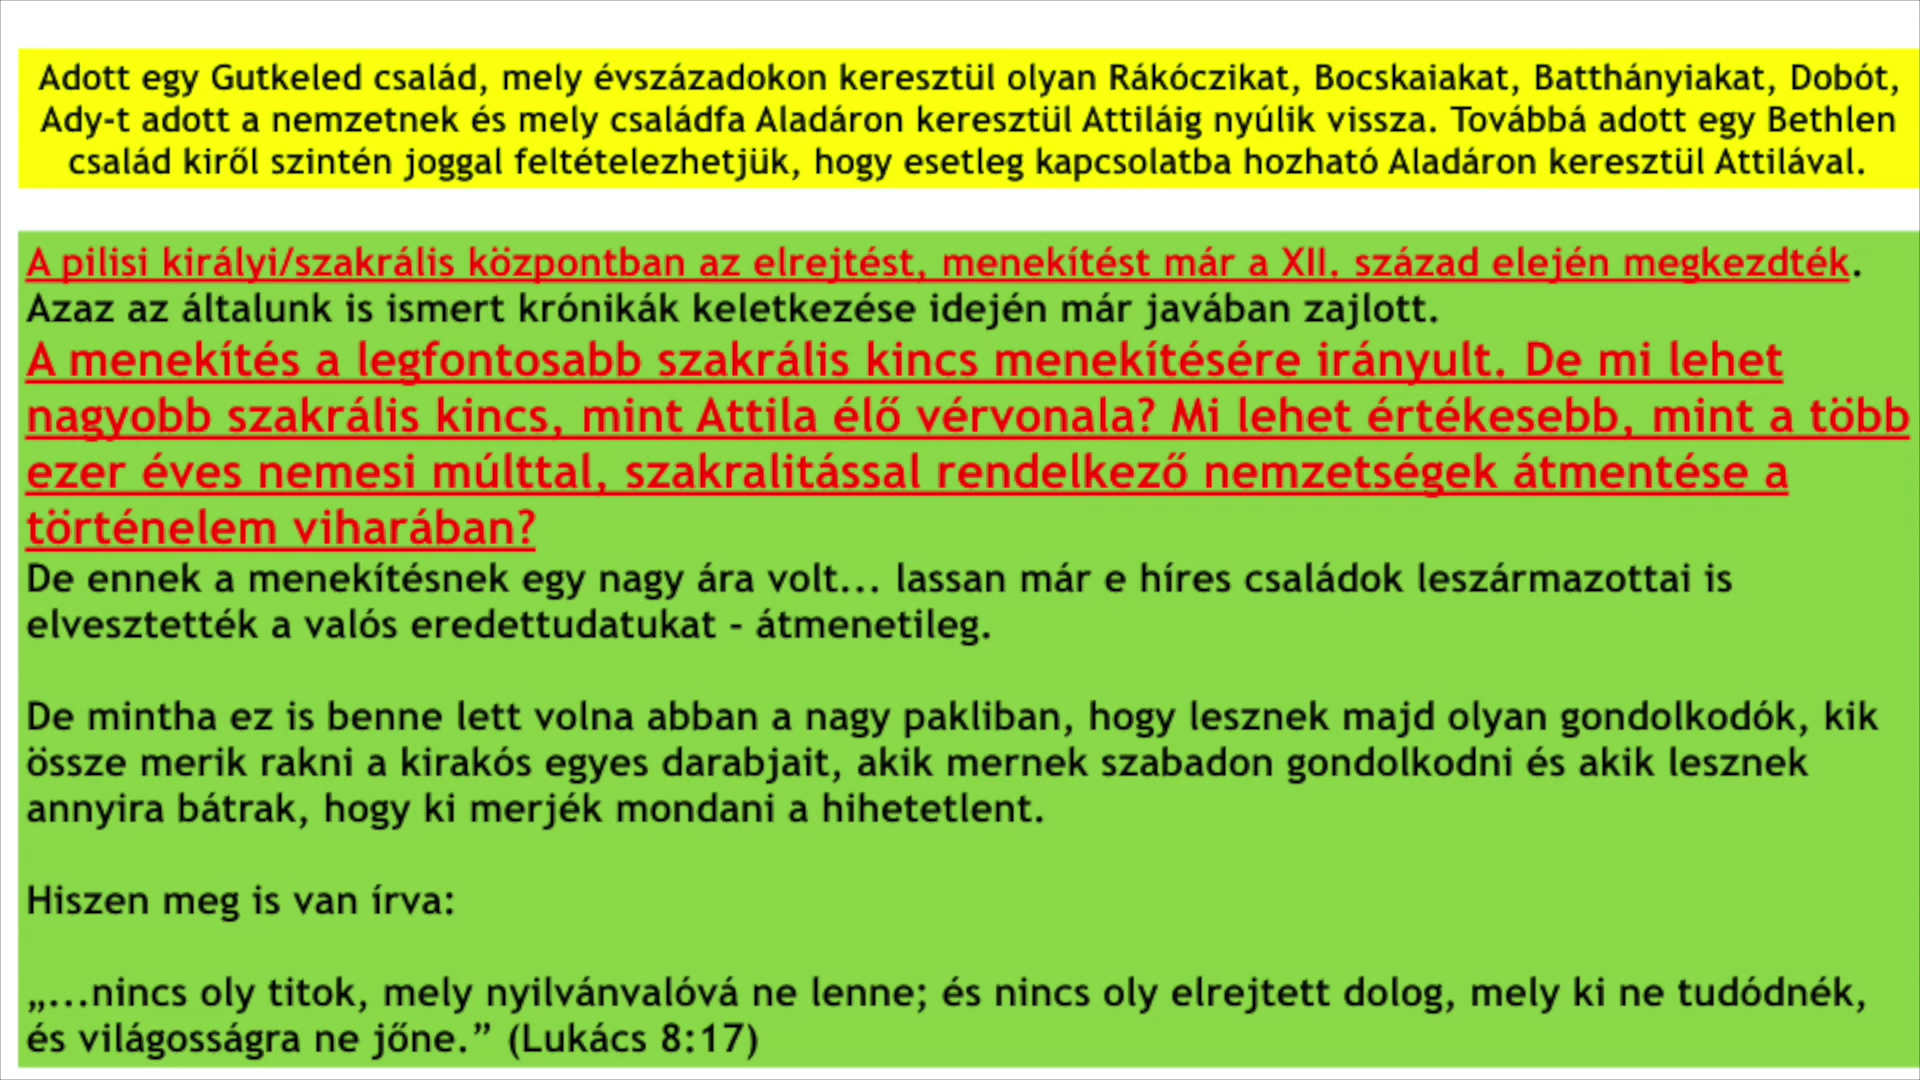 Adott egy Gutkeled család, mely évszázadokon keresztül olyan Rákóczikat, Bocskaiakat, Batthányiakat, Dobót,
Ady-t adott a nemzetnek és mely családfa Aladáron keresztül Attiláig nyúlik vissza. Továbbá adott egy Bethlen
család kiről szintén joggal feltételezhetjük, hogy esetleg kapcsolatba hozható Aladáron keresztül Attilával.
A pilisi királyi/szakrális központban az elrejtést, menekítést már a XII. század elején megkezdték.
Azaz az általunk is ismert krónikák keletkezése idején már javában zajlott.
A menekítés a legfontosabb szakrális kincs menekítésére irányult. De mi lehet
nagyobb szakrális kincs, mint Attila élő vérvonala? Mi lehet értékesebb, mint a több
ezer éves nemesi múlttal, szakralitással rendelkező nemzetségek átmentése a
történelem viharában?
De ennek a menekítésnek egy nagy ára volt... lassan már e híres családok leszármazottai is
elvesztették a valós eredettudatukat – átmenetileg.
De mintha ez is benne lett volna abban a nagy pakliban, hogy lesznek majd olyan gondolkodók, kik
össze merik rakni a kirakós egyes darabjait, akik mernek szabadon gondolkodni és akik lesznek
annyira bátrak, hogy ki merjék mondani a hihetetlent.
Hiszen meg is van írva:
„...nincs oly titok, mely nyilvánvalóvá ne lenne; és nincs oly elrejtett dolog, mely ki ne tudódnék,
és világosságra ne jőne.” (Lukács 8:17)